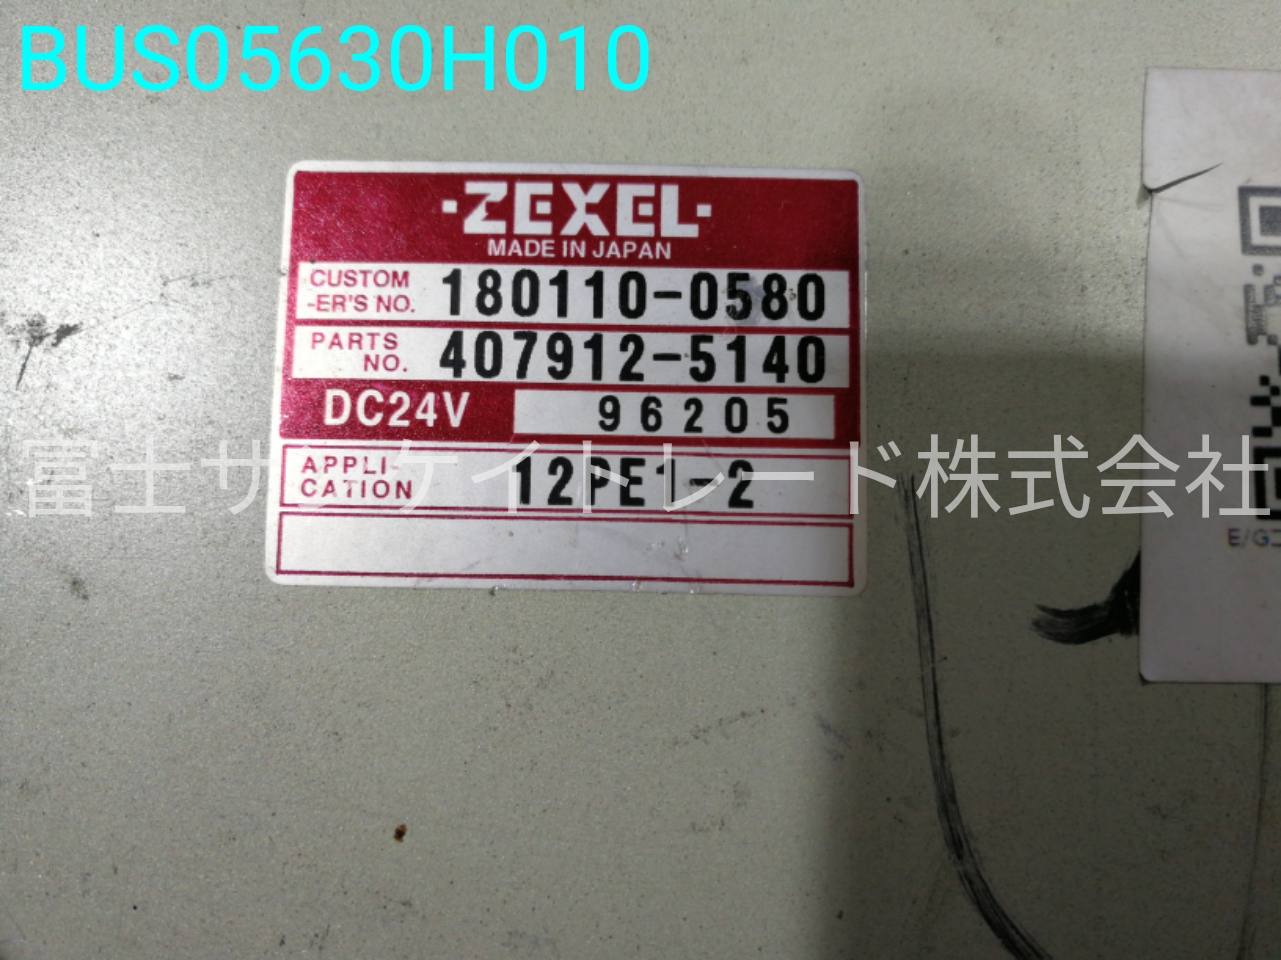 BUS05630H010
·ZEXEL·
MADE IN JAPAN
CUSTOM
-ER'S NO. 180110-0580
PARTS
NO. 407912-5140
DC24V 96205
富士サンケイトレード株式会社
APPLI-
CATION 12PE1-2